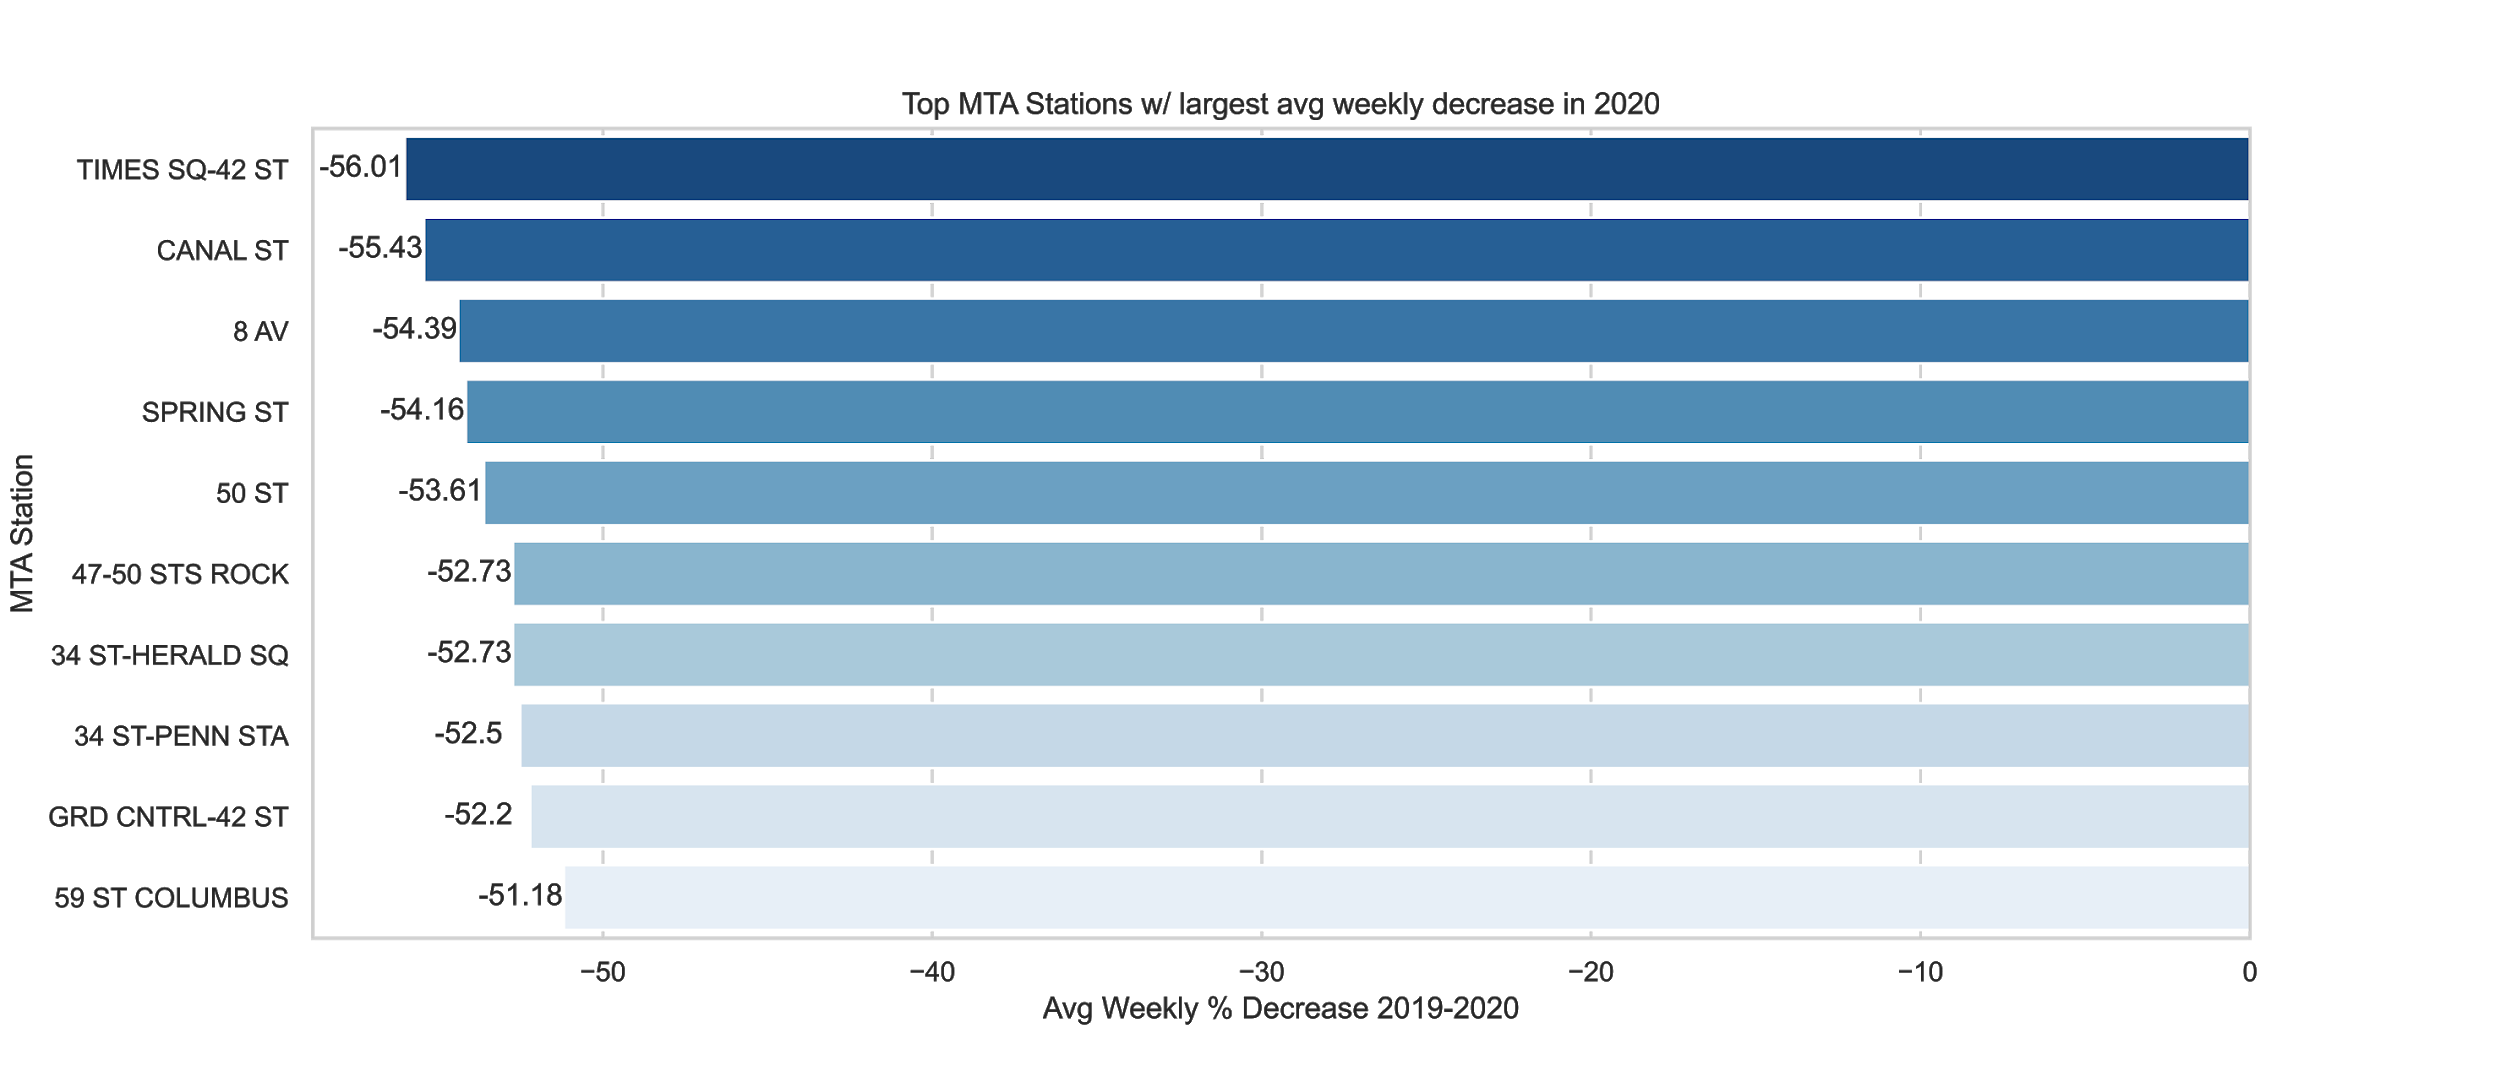 Top MTA Stations w/ largest avg weekly decrease in 2020
TIMES SQ-42 ST -56.01
CANAL ST -55.43
8 AV -54.39
SPRING ST -54.16
50 ST -53.61
47-50 STS ROCK -52.73
34 ST-HERALD SQ -52.73
34 ST-PENN STA -52.5
GRD CNTRL-42 ST -52.2
59 ST COLUMBUS -51.18
MTA Station
−50 −40 −30 −20 −10 0
Avg Weekly % Decrease 2019-2020